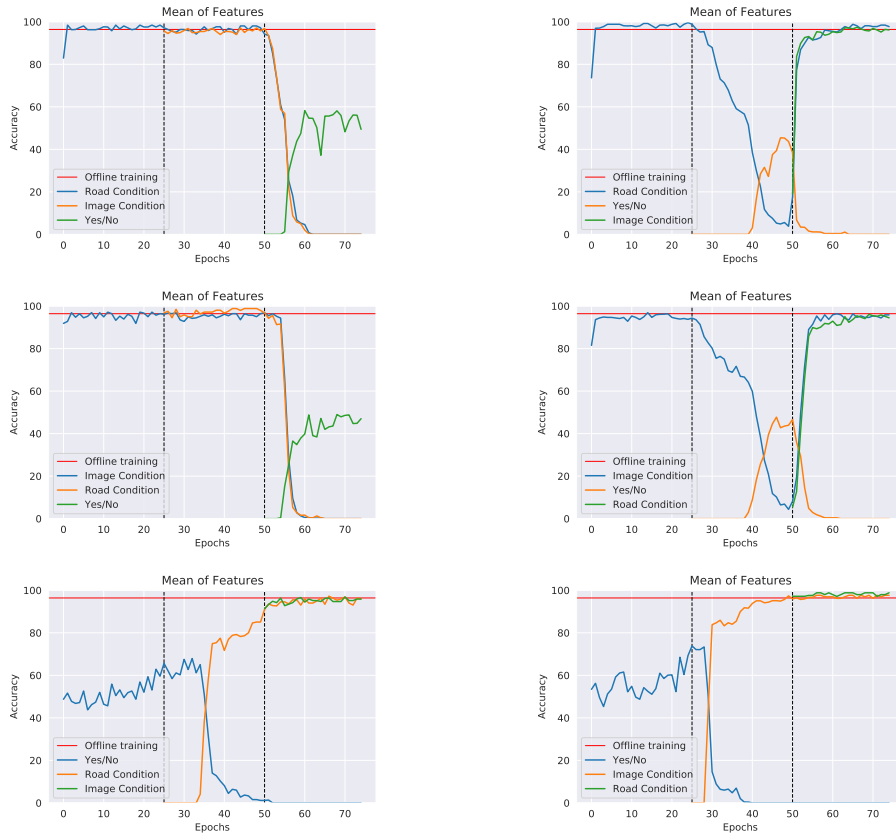 Mean of Features
100
80
60
40
20
0
Accuracy
Offline training
Road Condition
Image Condition
Yes/No
0 10 20 30 40 50 60 70
Epochs
Mean of Features
100
80
60
40
20
0
Accuracy
Offline training
Road Condition
Yes/No
Image Condition
0 10 20 30 40 50 60 70
Epochs
Mean of Features
100
80
60
40
20
0
Accuracy
Offline training
Image Condition
Road Condition
Yes/No
0 10 20 30 40 50 60 70
Epochs
Mean of Features
100
80
60
40
20
0
Accuracy
Offline training
Image Condition
Yes/No
Road Condition
0 10 20 30 40 50 60 70
Epochs
Mean of Features
100
80
60
40
20
0
Accuracy
Offline training
Yes/No
Road Condition
Image Condition
0 10 20 30 40 50 60 70
Epochs
Mean of Features
100
80
60
40
20
0
Accuracy
Offline training
Yes/No
Image Condition
Road Condition
0 10 20 30 40 50 60 70
Epochs